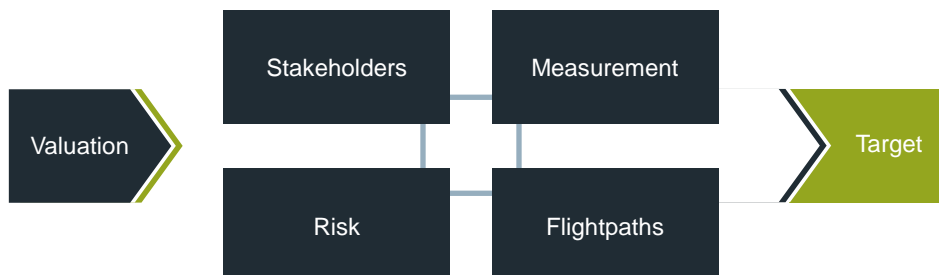 Stakeholders
Measurement
Valuation
Target
Risk
Flightpaths